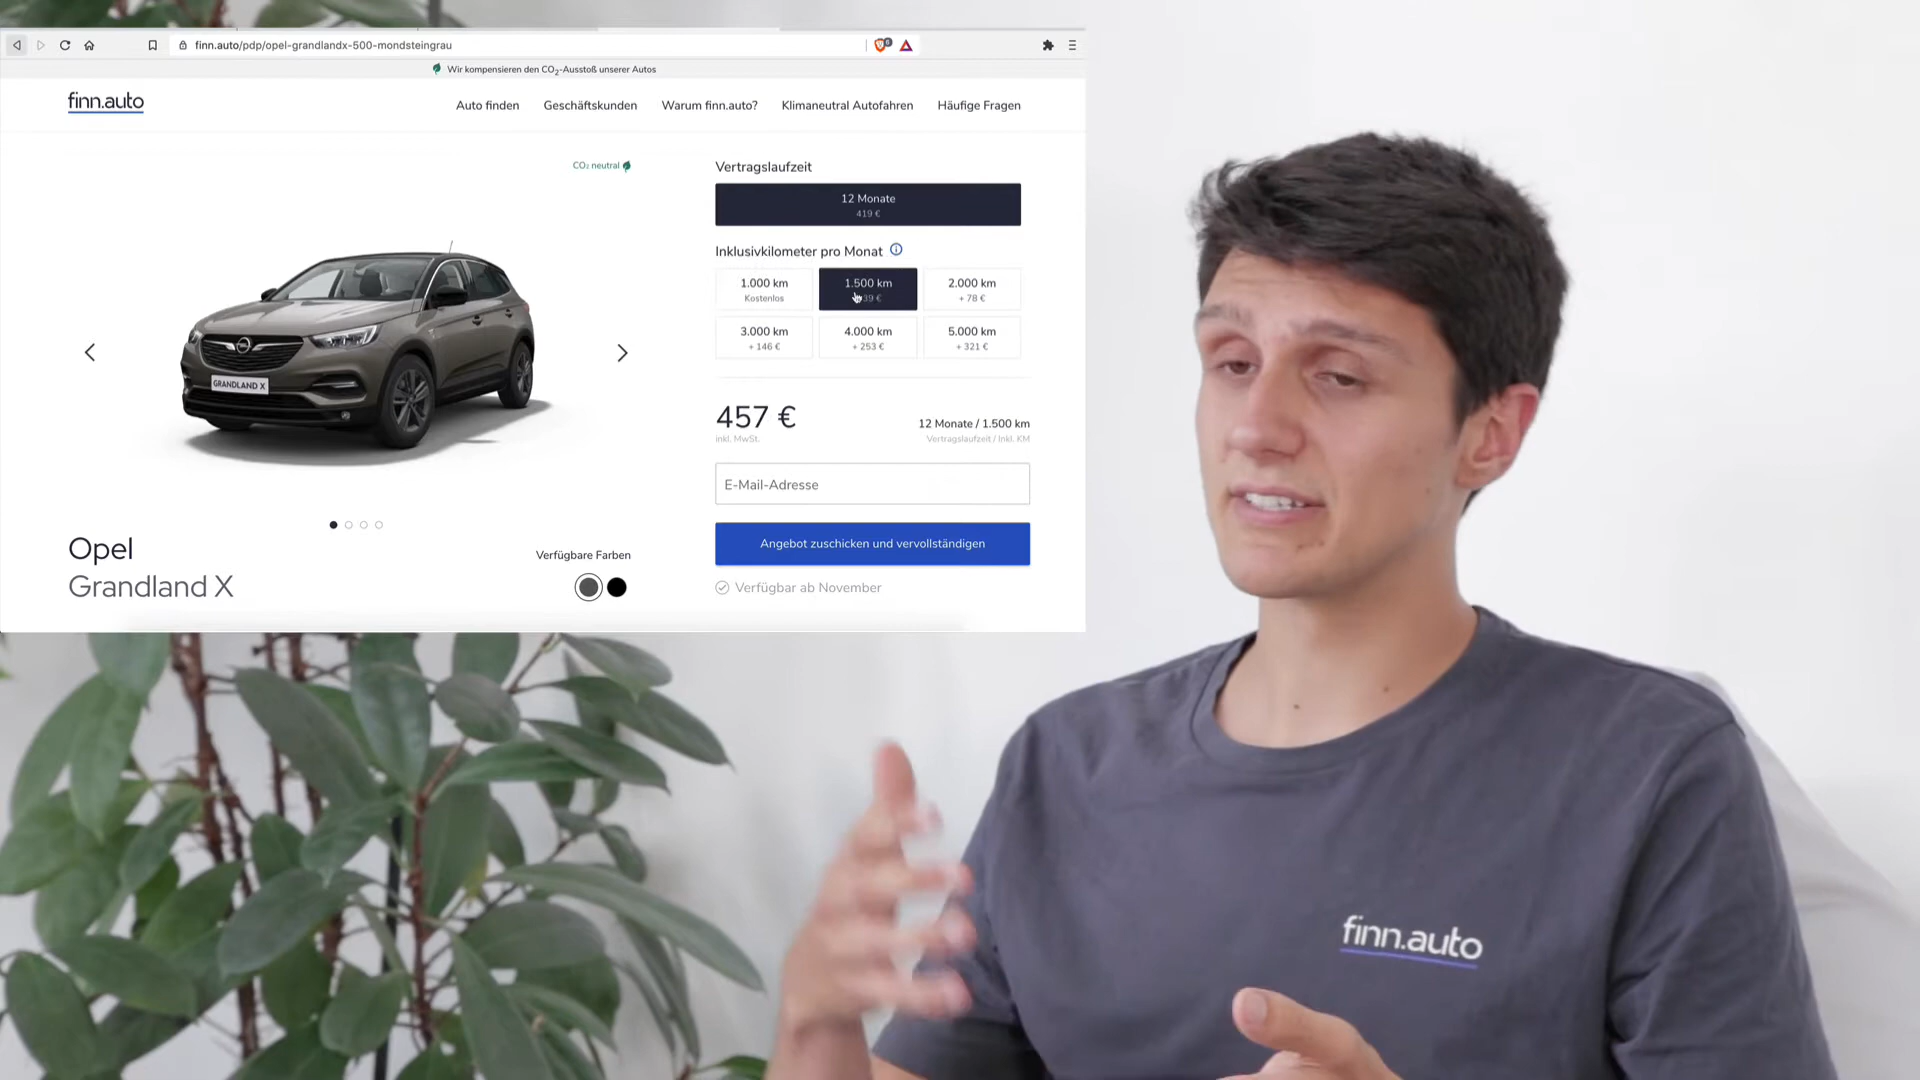 finn.auto/pdp/opel-grandlandx-500-mondsteingrau
Wir kompensieren den CO2-Ausstoß unserer Autos
finn.auto
Auto finden
Geschäftskunden
Warum finn.auto?
Klimaneutral Autofahren
Häufige Fragen
CO2 neutral
GRANDLAND X
Opel
Grandland X
Verfügbare Farben
Vertragslaufzeit
12 Monate
419 €
Inklusivkilometer pro Monat
1.000 km
Kostenlos
1.500 km
39 €
2.000 km
+ 78 €
3.000 km
+ 146 €
4.000 km
+ 253 €
5.000 km
+ 321 €
457 €
inkl. MwSt.
12 Monate / 1.500 km
Vertragslaufzeit / Inkl. KM
E-Mail-Adresse
Angebot zuschicken und vervollständigen
Verfügbar ab November
finn.auto